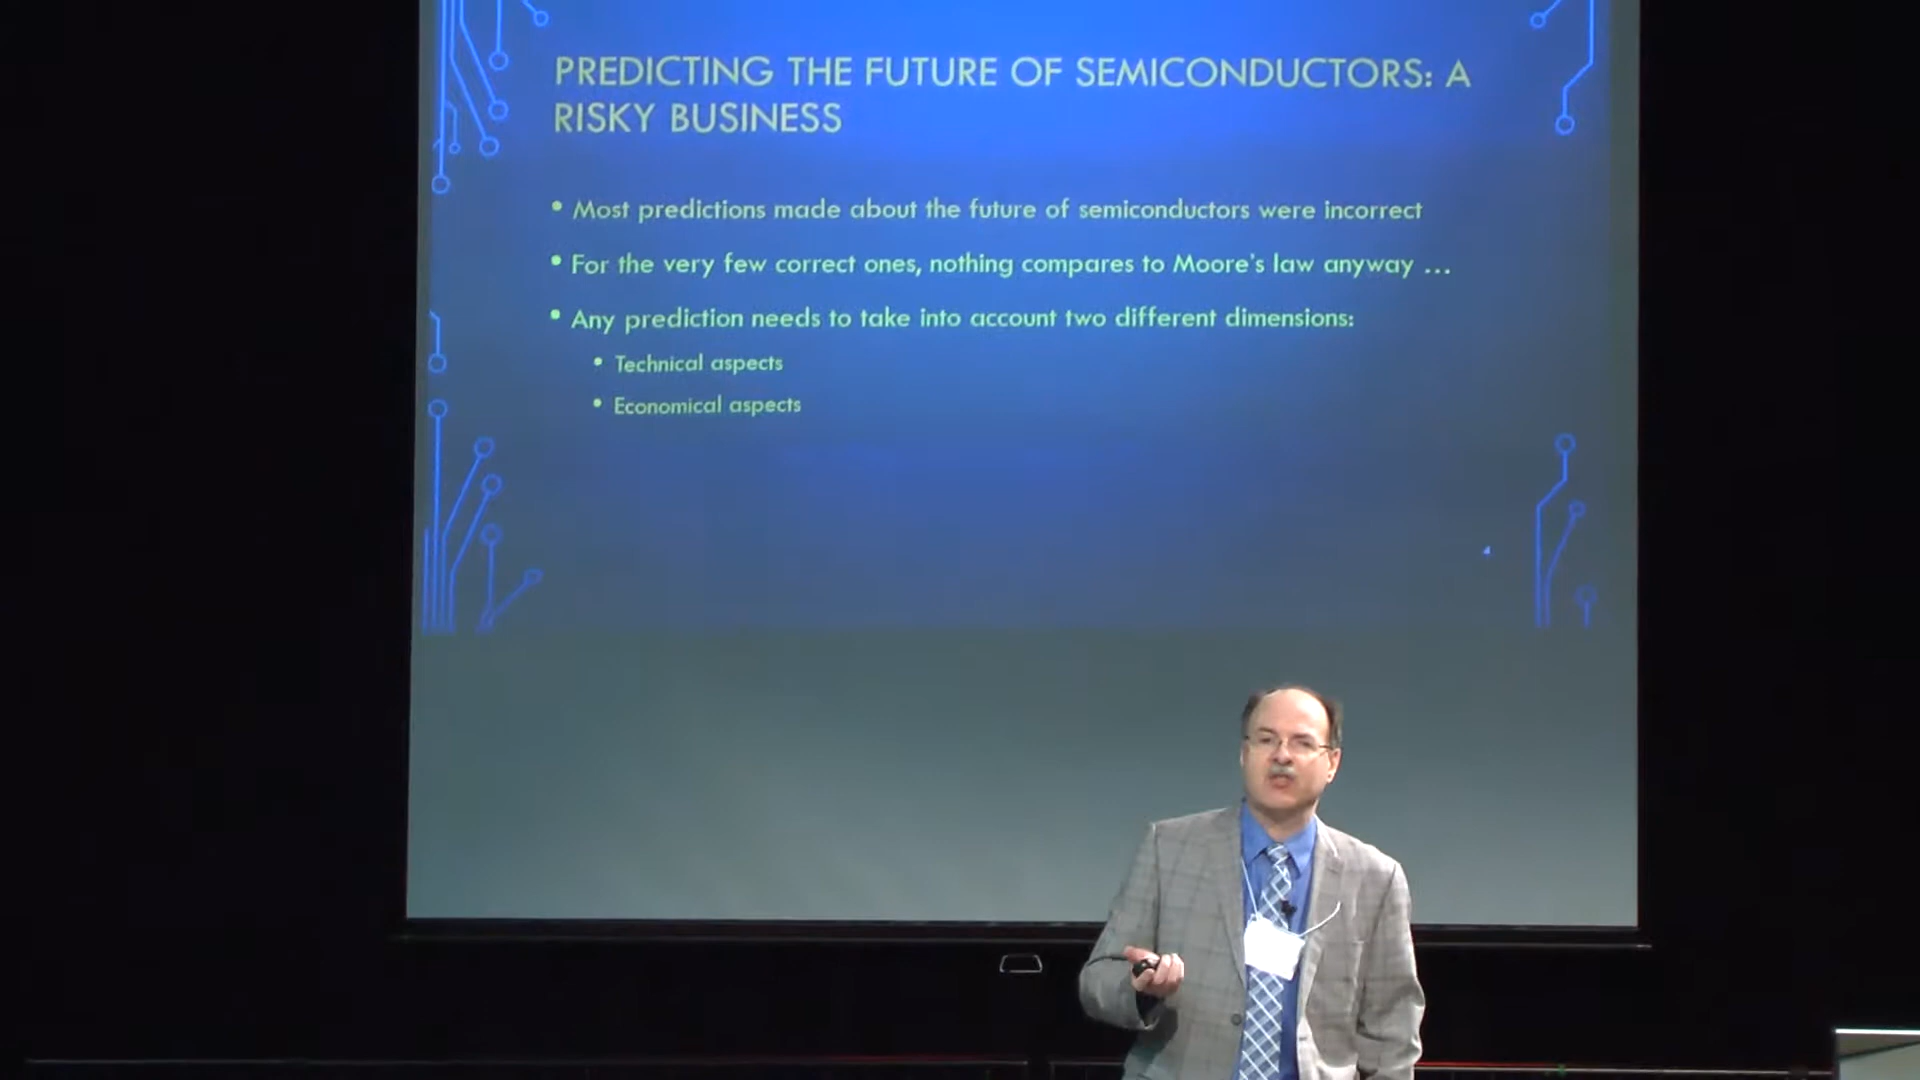 PREDICTING THE FUTURE OF SEMICONDUCTORS: A
RISKY BUSINESS
• Most predictions made about the future of semiconductors were incorrect
• For the very few correct ones, nothing compares to Moore's law anyway ...
• Any prediction needs to take into account two different dimensions:
• Technical aspects
• Economical aspects